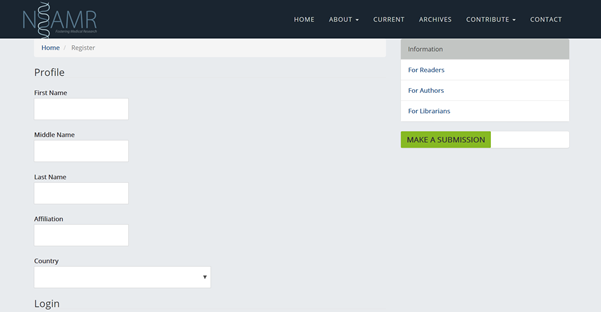 NSAMR
Fostering Medical Research
HOME ABOUT CURRENT ARCHIVES CONTRIBUTE CONTACT
Home / Register
Profile
First Name
Middle Name
Last Name
Affiliation
Country
Login
Information
For Readers
For Authors
For Librarians
MAKE A SUBMISSION